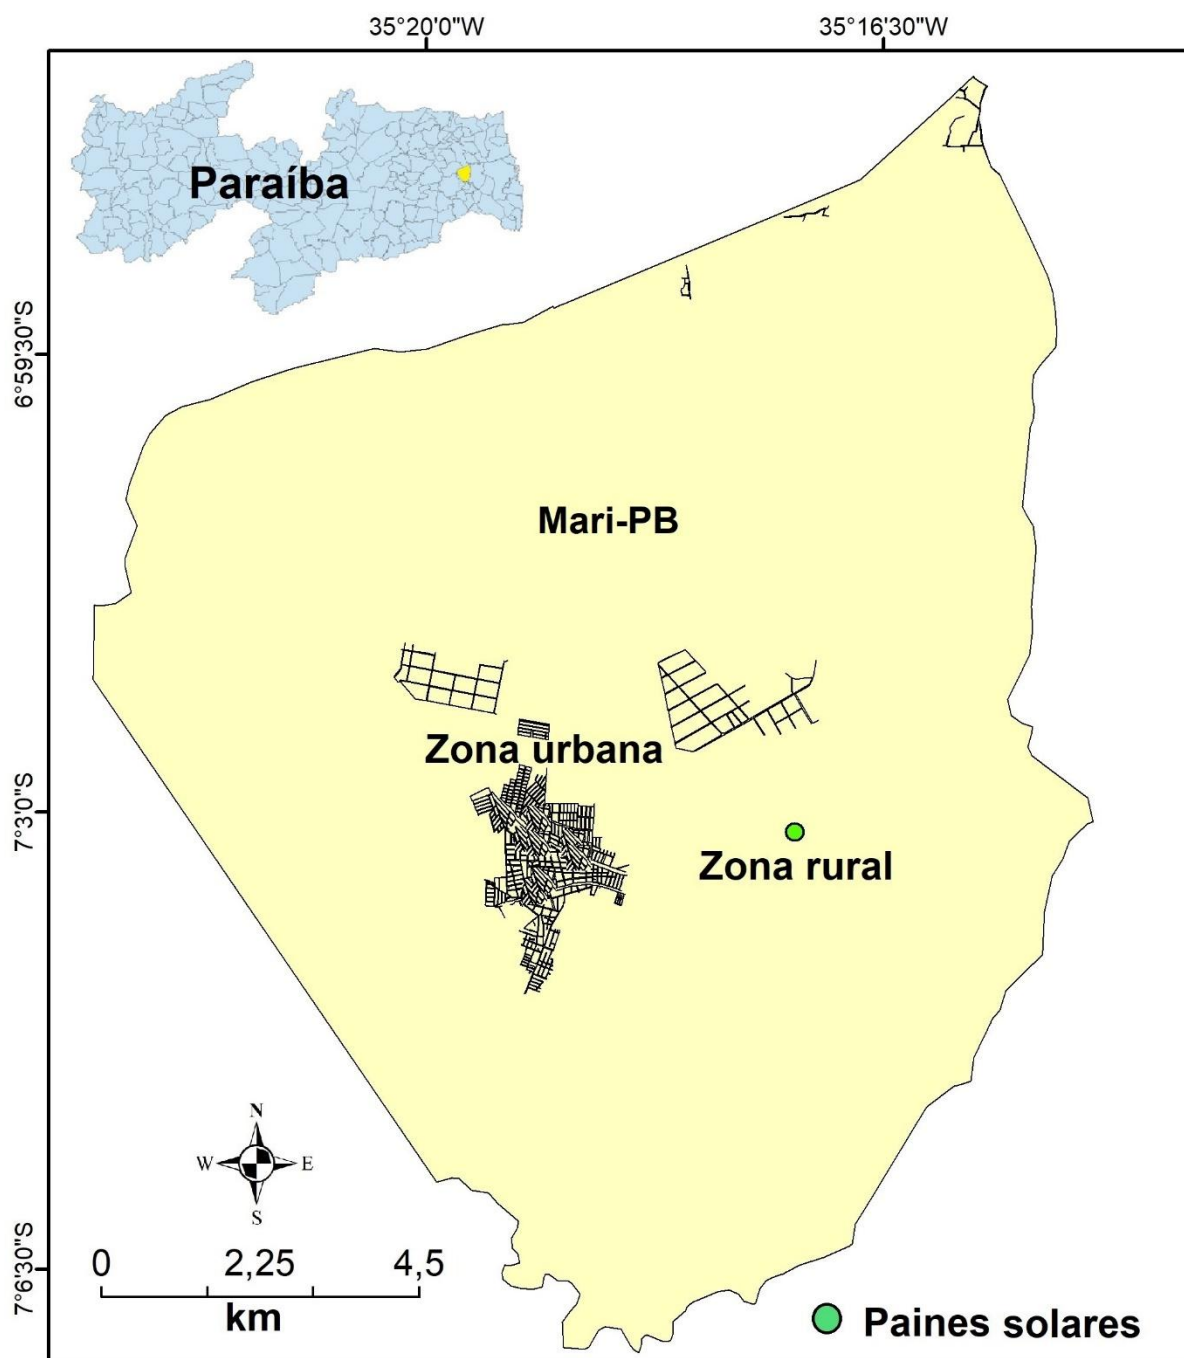 35°20'0"W
35°16'30"W
Paraíba
6°59'30"S
Mari-PB
Zona urbana
7°3'0"S
Zona rural
N
W
E
S
7°6'30"S
0
2,25
4,5
km
Paines solares